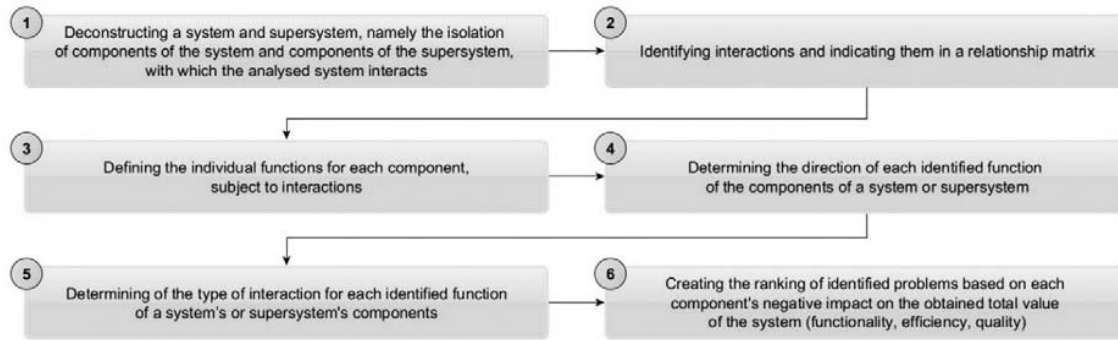 1
Deconstructing a system and supersystem, namely the isolation
of components of the system and components of the supersystem,
with which the analysed system interacts
2
Identifying interactions and indicating them in a relationship matrix
3
Defining the individual functions for each component,
subject to interactions
4
Determining the direction of each identified function
of the components of a system or supersystem
5
Determining of the type of interaction for each identified function
of a system's or supersystem's components
6
Creating the ranking of identified problems based on each
component's negative impact on the obtained total value
of the system (functionality, efficiency, quality)